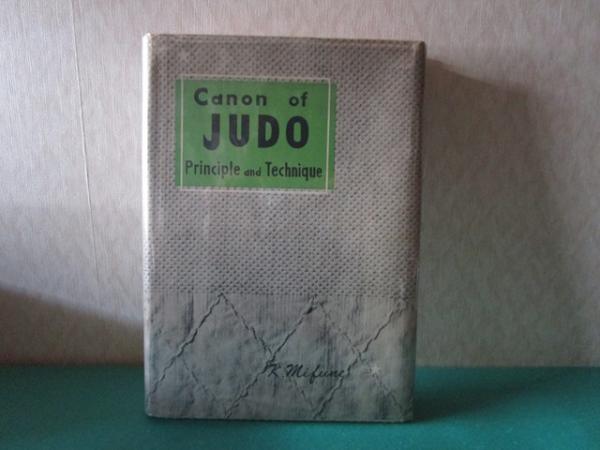 Canon of
JUDO
Principle and Technique
K. Mifune